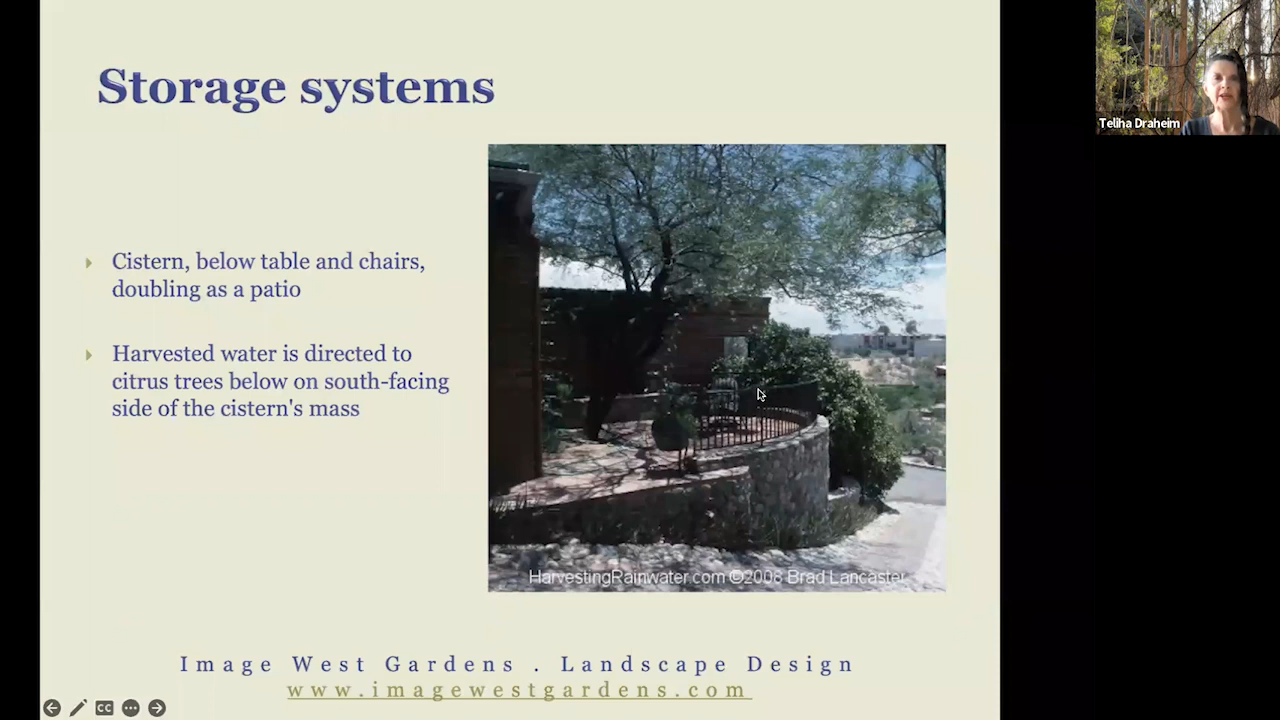 Storage systems
Teliha Draheim
Cistern, below table and chairs,
doubling as a patio
Harvested water is directed to
citrus trees below on south-facing
side of the cistern's mass
HarvestingRainwater.com ©2008 Brad Lancaster
Image West Gardens . Landscape Design
www.imagewestgardens.com
CC